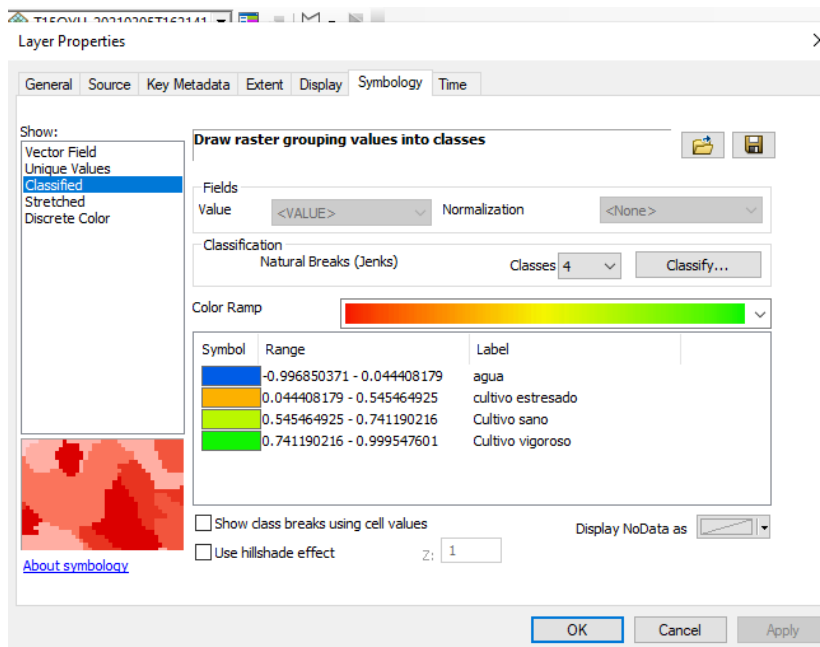 Layer Properties
General Source Key Metadata Extent Display Symbology Time
Show:
Vector Field
Unique Values
Classified
Stretched
Discrete Color
Draw raster grouping values into classes
Fields
Value <VALUE> Normalization <None>
Classification
Natural Breaks (Jenks) Classes 4 Classify...
Color Ramp
Symbol Range Label
-0.996850371 - 0.044408179 agua
0.044408179 - 0.545464925 cultivo estresado
0.545464925 - 0.741190216 Cultivo sano
0.741190216 - 0.999547601 Cultivo vigoroso
Show class breaks using cell values Display NoData as
Use hillshade effect Z: 1
About symbology
OK Cancel Apply